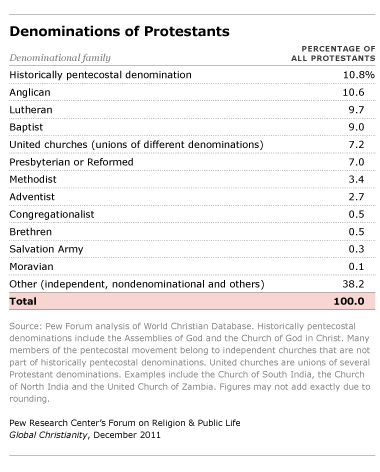 Denominations of Protestants
Denominational family PERCENTAGE OF ALL PROTESTANTS
Historically pentecostal denomination 10.8%
Anglican 10.6
Lutheran 9.7
Baptist 9.0
United churches (unions of different denominations) 7.2
Presbyterian or Reformed 7.0
Methodist 3.4
Adventist 2.7
Congregationalist 0.5
Brethren 0.5
Salvation Army 0.3
Moravian 0.1
Other (independent, nondenominational and others) 38.2
Total 100.0
Source: Pew Forum analysis of World Christian Database. Historically pentecostal
denominations include the Assemblies of God and the Church of God in Christ. Many
members of the pentecostal movement belong to independent churches that are not
part of historically pentecostal denominations. United churches are unions of several
Protestant denominations. Examples include the Church of South India, the Church
of North India and the United Church of Zambia. Figures may not add exactly due to
rounding.
Pew Research Center's Forum on Religion & Public Life
Global Christianity, December 2011